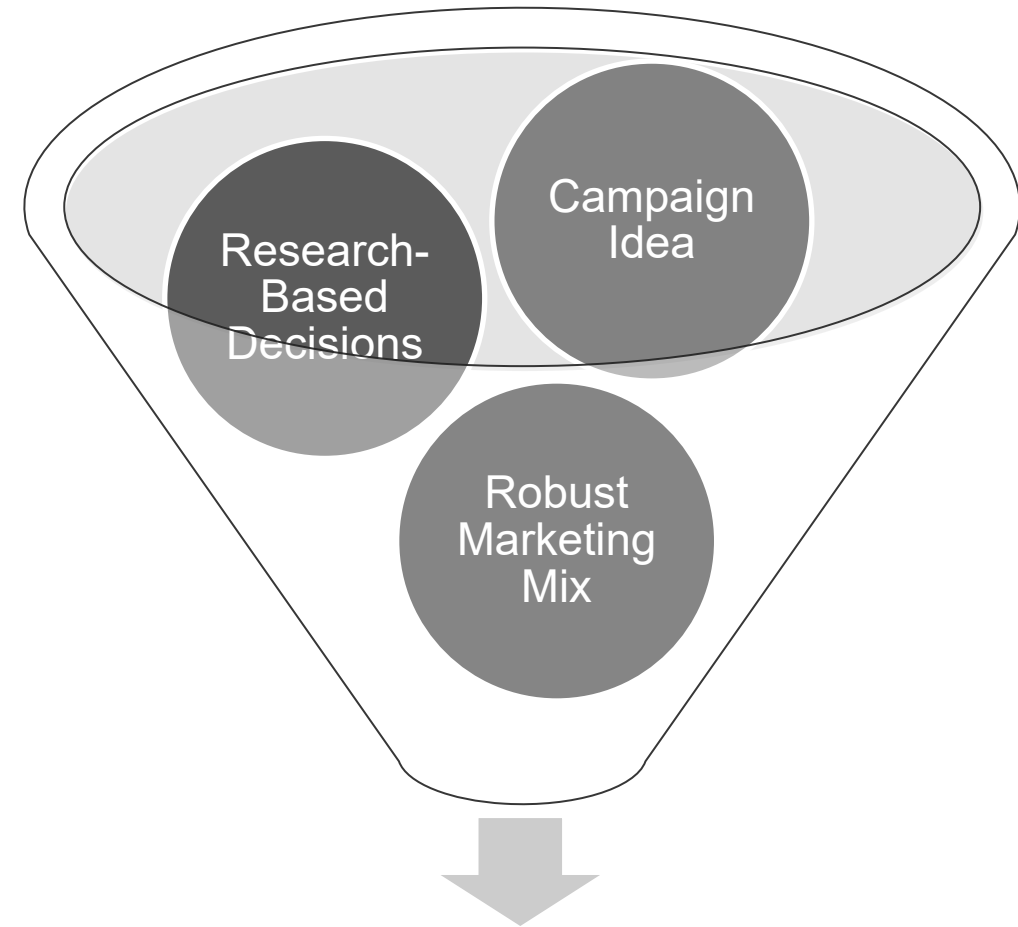 Campaign
Idea
Research-
Based
Decisions
Robust
Marketing
Mix